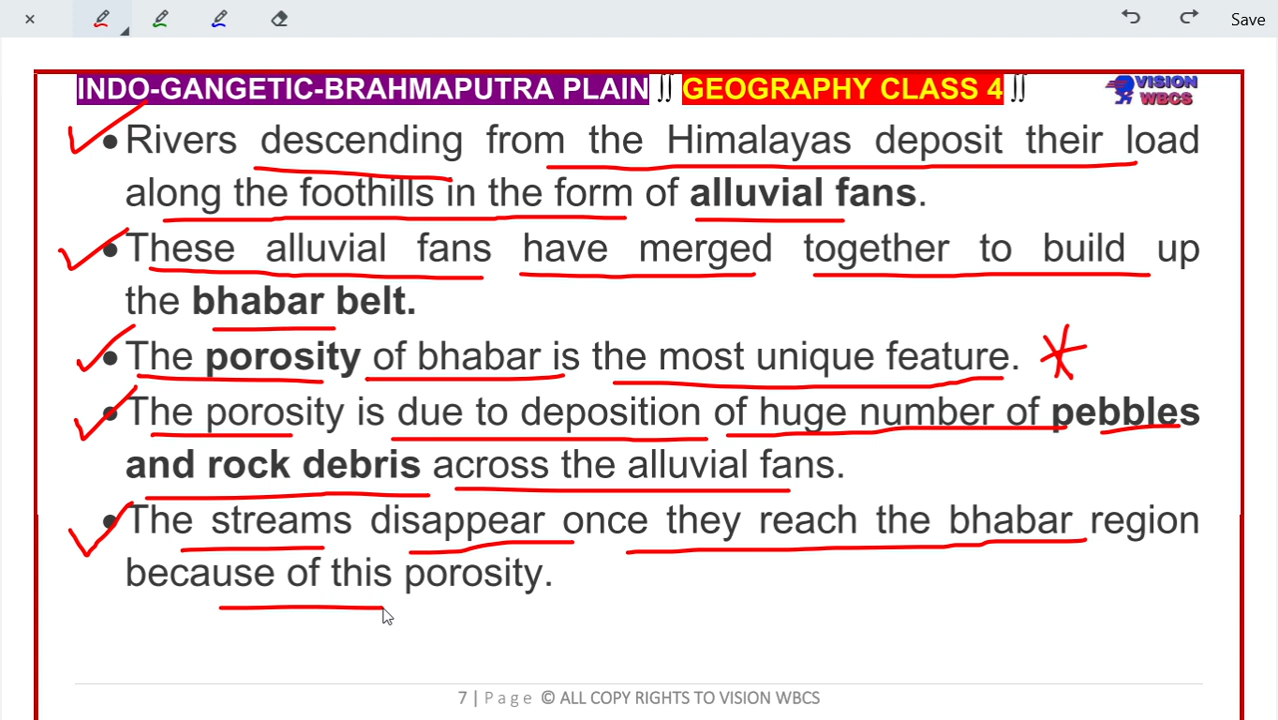 Save
INDO-GANGETIC-BRAHMAPUTRA PLAIN || GEOGRAPHY CLASS 4 ||
VISION
WBCS
• Rivers descending from the Himalayas deposit their load
along the foothills in the form of alluvial fans.
• These alluvial fans have merged together to build up
the bhabar belt.
• The porosity of bhabar is the most unique feature.
• The porosity is due to deposition of huge number of pebbles
and rock debris across the alluvial fans.
• The streams disappear once they reach the bhabar region
because of this porosity.
7 | Page © ALL COPY RIGHTS TO VISION WBCS